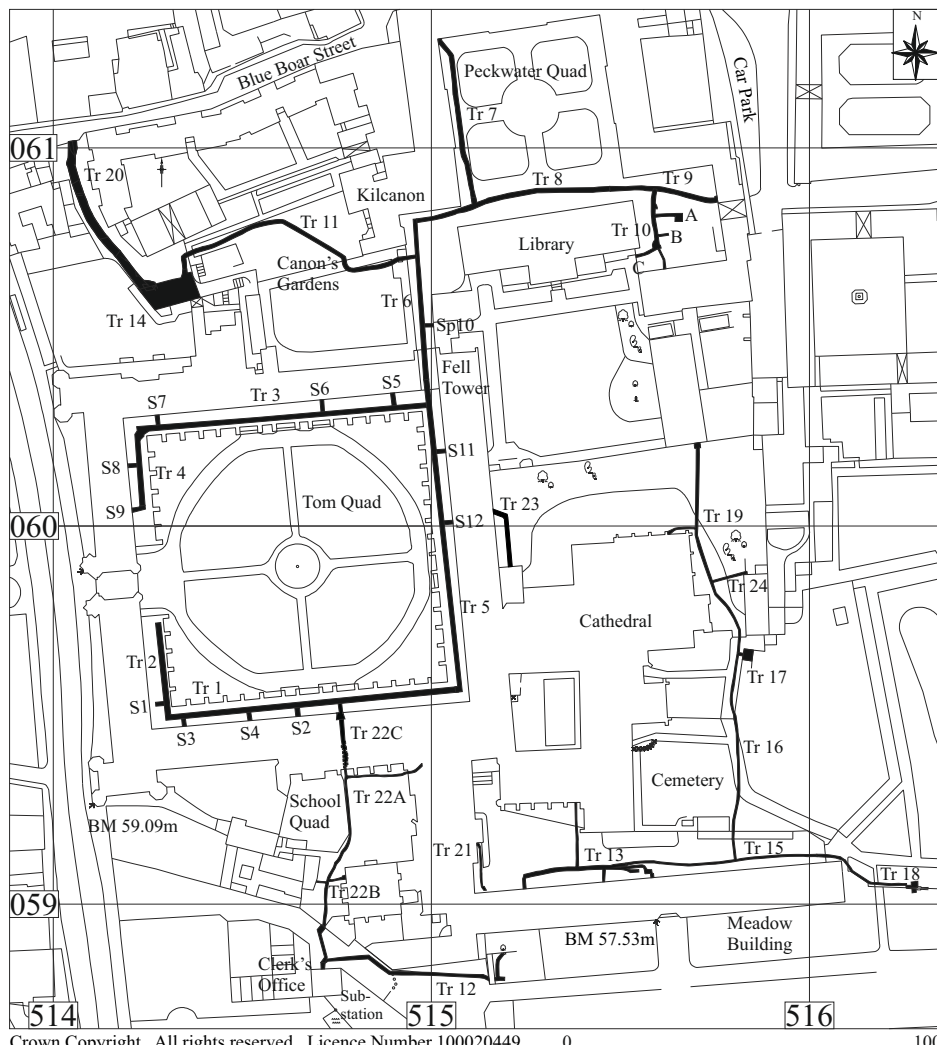 N
Blue Boar Street
Peckwater Quad
Car Park
Tr 7
061
Tr 20
Kilcanon
Tr 8
Tr 9
Tr 11
A
Tr 10
B
Library
C
Canon's
Gardens
Tr 6
Tr 14
Sp10
Fell
Tower
S5
S6
Tr 3
S7
S11
S8
Tr 4
Tom Quad
Tr 23
S9
060
S12
Tr 19
Tr 24
Tr 5
Cathedral
Tr 2
Tr 17
Tr 1
S1
S3
S4
S2
Tr 22C
Tr 16
Cemetery
Tr 22A
School
Quad
BM 59.09m
Tr 21
Tr 13
Tr 15
Tr 18
Tr 22B
059
Meadow
Building
BM 57.53m
Clerk's
Office
Tr 12
Sub-
station
514
515
516
Crown Copyright. All rights reserved. Licence Number 100020449
0
100